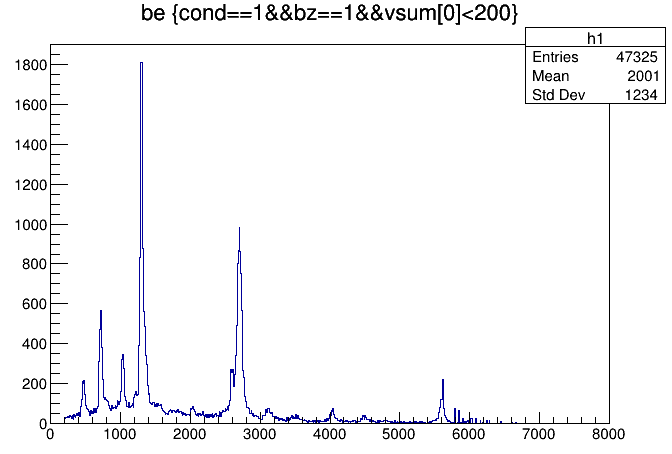 be {cond==1&&bz==1&&vsum[0]<200}
h1
Entries 47325
Mean 2001
Std Dev 1234
1800
1600
1400
1200
1000
800
600
400
200
0
0 1000 2000 3000 4000 5000 6000 7000 8000